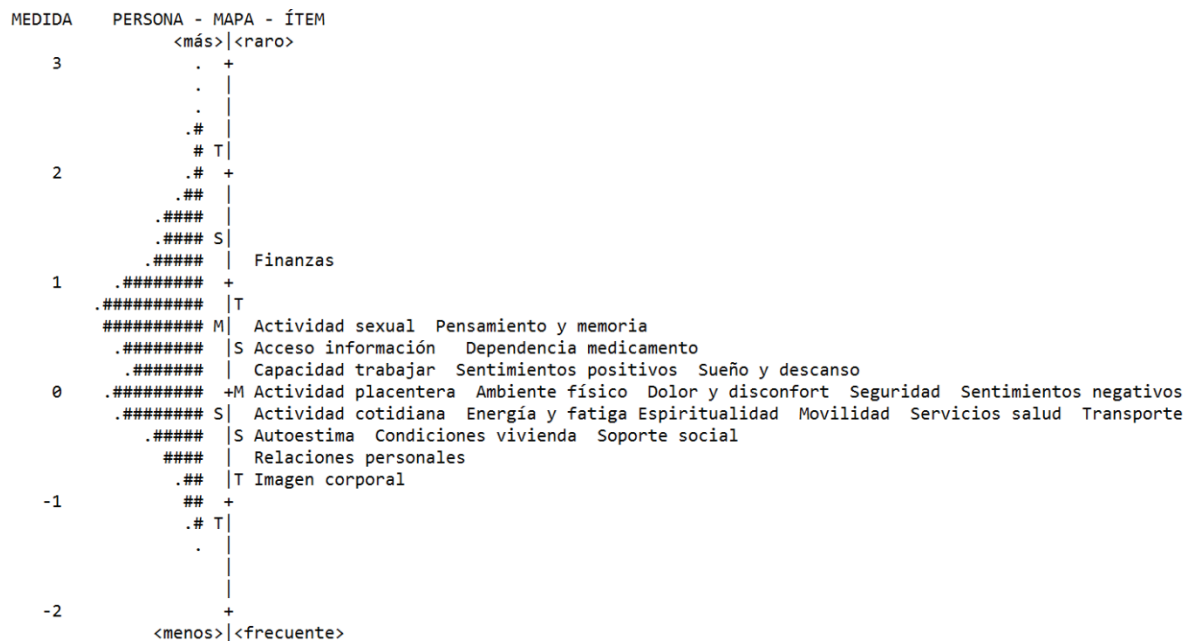 MEDIDA    PERSONA - MAPA - ÍTEM
               <más>|<raro>
   3             .  +
                 .  |
                 .  |
                .#  |
                 # T|
   2            .#  +
               .##  |
             .####  |
             .#### S|
            .#####  |  Finanzas
   1     .########  +
       .##########  |T
        ########## M|  Actividad sexual  Pensamiento y memoria
         .########  |S Acceso información   Dependencia medicamento
          .#######  |  Capacidad trabajar  Sentimientos positivos  Sueño y descanso
   0    .#########  +M Actividad placentera  Ambiente físico  Dolor y disconfort  Seguridad  Sentimientos negativos
         .######## S|  Actividad cotidiana  Energía y fatiga Espiritualidad  Movilidad  Servicios salud  Transporte
            .#####  |S Autoestima  Condiciones vivienda  Soporte social
              ####  |  Relaciones personales
               .##  |T Imagen corporal
  -1            ##  +
                .# T|
                 .  |
                    |
                    |
  -2                +
             <menos>|<frecuente>